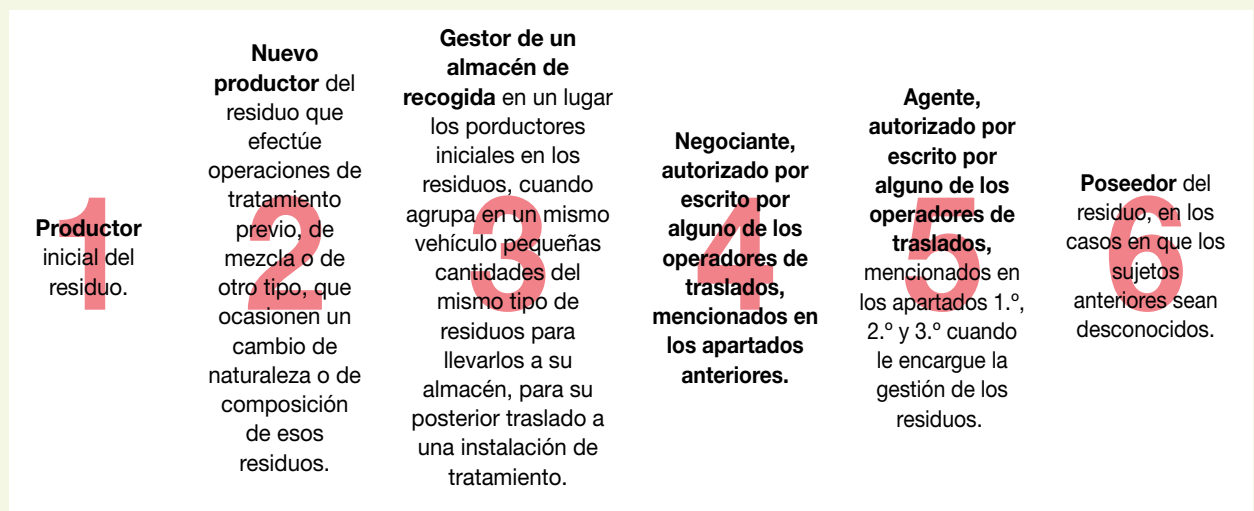 1
Productor
inicial del
residuo.
2
Nuevo
productor del
residuo que
efectúe
operaciones de
tratamiento
previo, de
mezcla o de
otro tipo, que
ocasionen un
cambio de
naturaleza o de
composición
de esos
residuos.
3
Gestor de un
almacén de
recogida en un lugar
los porductores
iniciales en los
residuos, cuando
agrupa en un mismo
vehículo pequeñas
cantidades del
mismo tipo de
residuos para
llevarlos a su
almacén, para su
posterior traslado a
una instalación de
tratamiento.
4
Negociante,
autorizado por
escrito por
alguno de los
operadores de
traslados,
mencionados en
los apartados
anteriores.
5
Agente,
autorizado por
escrito por
alguno de los
operadores de
traslados,
mencionados en
los apartados 1.º,
2.º y 3.º cuando
le encargue la
gestión de los
residuos.
6
Poseedor del
residuo, en los
casos en que los
sujetos
anteriores sean
desconocidos.